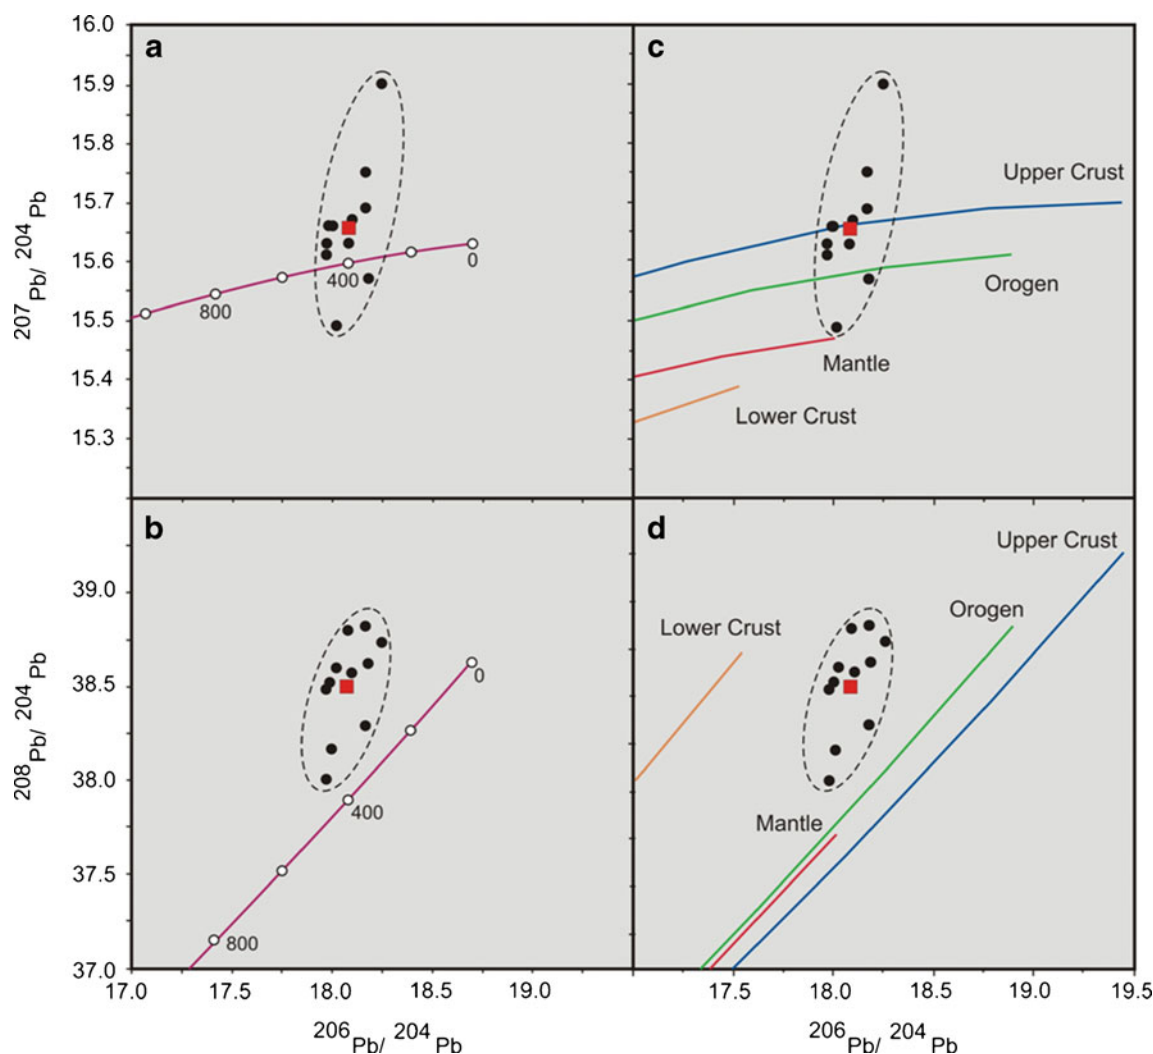 a
16.0
15.9
15.8
15.7
15.6
15.5
15.4
15.3
207Pb/ 204Pb
800
400
0
c
Upper Crust
Orogen
Mantle
Lower Crust
b
39.0
38.5
38.0
37.5
37.0
208Pb/ 204Pb
0
400
800
17.0 17.5 18.0 18.5 19.0
206Pb/ 204Pb
d
Upper Crust
Orogen
Lower Crust
Mantle
17.5 18.0 18.5 19.0 19.5
206Pb/ 204Pb